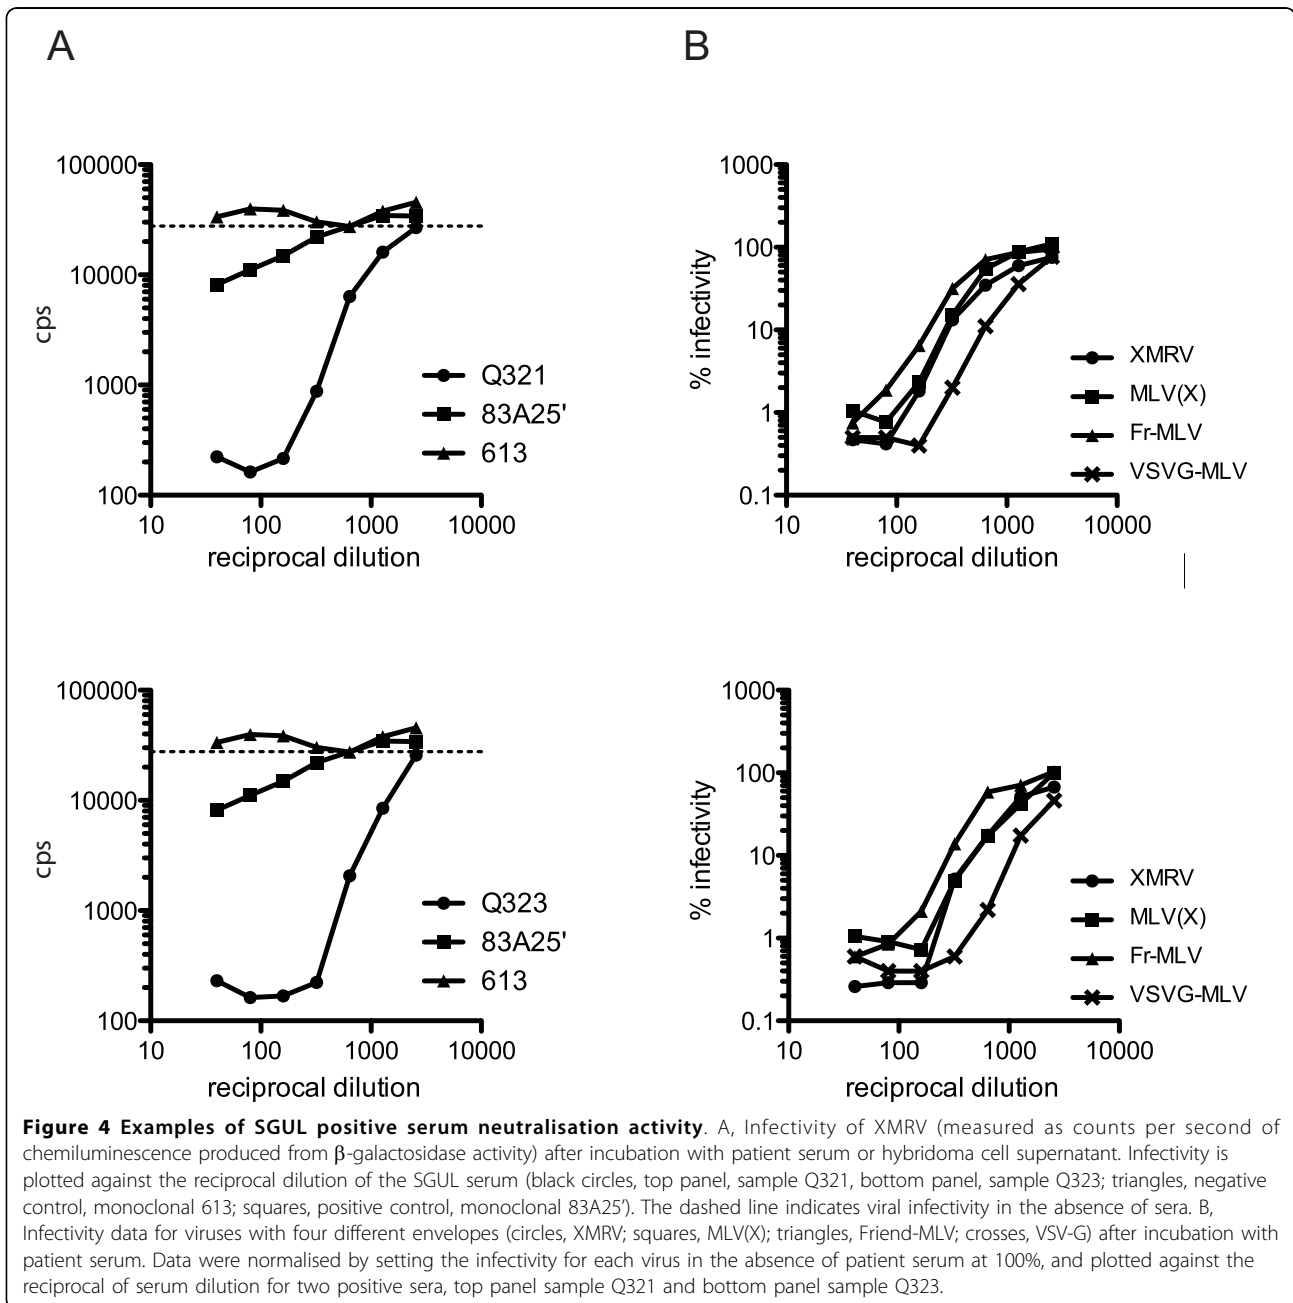 A
B
100000
10000
1000
100
10
100
1000
10000
cps
reciprocal dilution
Q321
83A25'
613
1000
100
10
1
0.1
10
100
1000
10000
% infectivity
reciprocal dilution
XMRV
MLV(X)
Fr-MLV
VSVG-MLV
100000
10000
1000
100
10
100
1000
10000
cps
reciprocal dilution
Q323
83A25'
613
1000
100
10
1
0.1
10
100
1000
10000
% infectivity
reciprocal dilution
XMRV
MLV(X)
Fr-MLV
VSVG-MLV
Figure 4 Examples of SGUL positive serum neutralisation activity. A, Infectivity of XMRV (measured as counts per second of
chemiluminescence produced from β-galactosidase activity) after incubation with patient serum or hybridoma cell supernatant. Infectivity is
plotted against the reciprocal dilution of the SGUL serum (black circles, top panel, sample Q321, bottom panel, sample Q323; triangles, negative
control, monoclonal 613; squares, positive control, monoclonal 83A25'). The dashed line indicates viral infectivity in the absence of sera. B,
Infectivity data for viruses with four different envelopes (circles, XMRV; squares, MLV(X); triangles, Friend-MLV; crosses, VSV-G) after incubation with
patient serum. Data were normalised by setting the infectivity for each virus in the absence of patient serum at 100%, and plotted against the
reciprocal of serum dilution for two positive sera, top panel sample Q321 and bottom panel sample Q323.